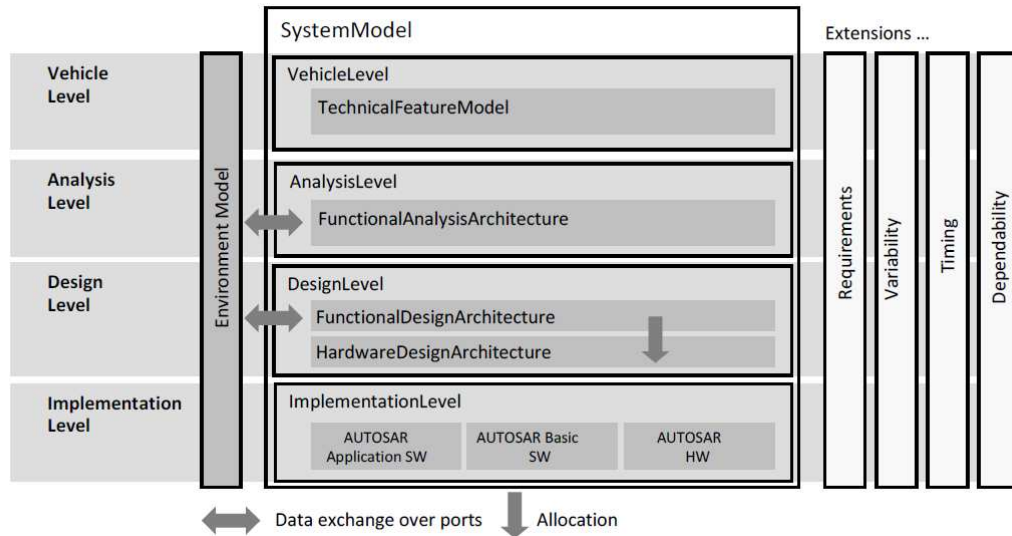 SystemModel
Extensions ...
Vehicle
Level
VehicleLevel
TechnicalFeatureModel
Analysis
Level
AnalysisLevel
FunctionalAnalysisArchitecture
Design
Level
DesignLevel
FunctionalDesignArchitecture
HardwareDesignArchitecture
Implementation
Level
ImplementationLevel
AUTOSAR
Application SW
AUTOSAR Basic
SW
AUTOSAR
HW
Environment Model
Requirements
Variability
Timing
Dependability
Data exchange over ports
Allocation